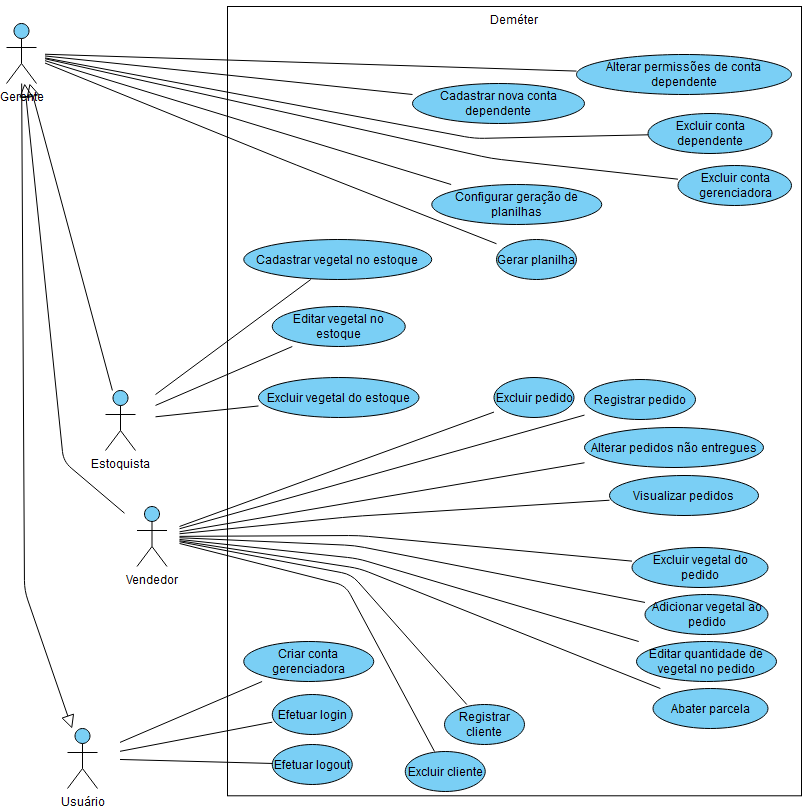 Deméter
Gerente
Alterar permissões de conta
dependente
Cadastrar nova conta
dependente
Excluir conta
dependente
Excluir conta
gerenciadora
Configurar geração de
planilhas
Gerar planilha
Cadastrar vegetal no estoque
Editar vegetal no
estoque
Excluir vegetal do estoque
Estoquista
Excluir pedido
Registrar pedido
Alterar pedidos não entregues
Visualizar pedidos
Vendedor
Excluir vegetal do
pedido
Adicionar vegetal ao
pedido
Editar quantidade de
vegetal no pedido
Abater parcela
Criar conta
gerenciadora
Efetuar login
Efetuar logout
Registrar
cliente
Excluir cliente
Usuário